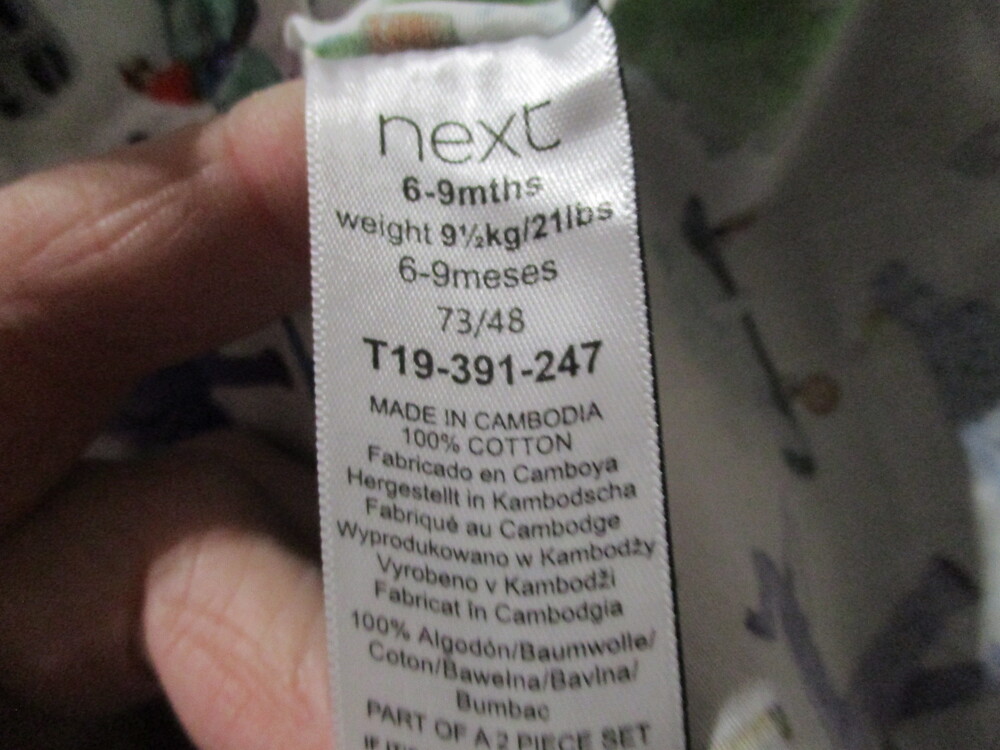 next
6-9mths
weight 9½kg/21lbs
6-9meses
73/48
T19-391-247
MADE IN CAMBODIA
100% COTTON
Fabricado en Camboya
Hergestellt in Kambodscha
Fabriqué au Cambodge
Wyprodukowano w Kambodży
Vyrobeno v Kambodži
Fabricat în Cambodgia
100% Algodón/Baumwolle/
Coton/Bawełna/Bavlna/
Bumbac
PART OF A 2 PIECE SET